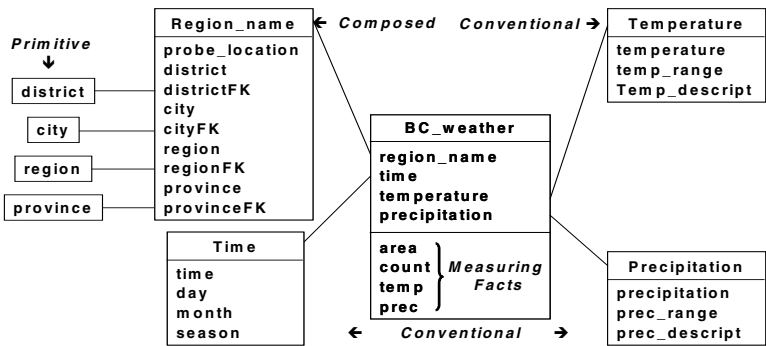 Primitive
district
city
region
province
Region_name
probe_location
district
districtFK
city
cityFK
region
regionFK
province
provinceFK
Composed
Conventional
Temperature
temperature
temp_range
Temp_descript
BC_weather
region_name
time
temperature
precipitation
area
count
temp
prec
Measuring
Facts
Time
time
day
month
season
Conventional
Precipitation
precipitation
prec_range
prec_descript